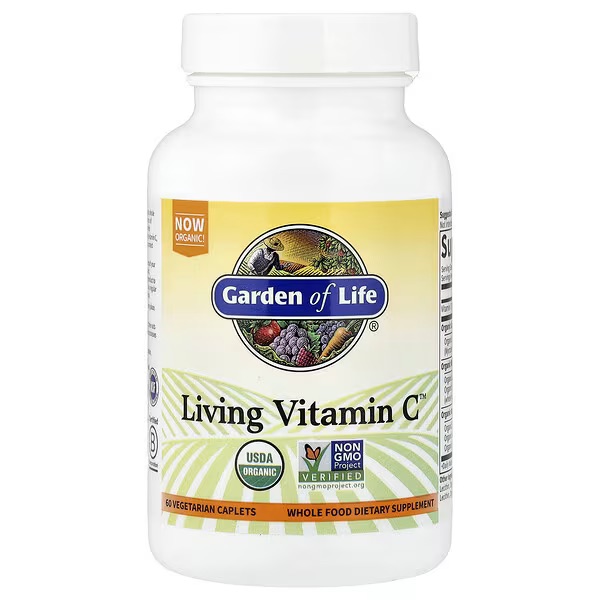 NOW
ORGANIC!
Garden of Life
®
Living Vitamin C™
USDA
ORGANIC
NON
GMO
Project
VERIFIED
nongmoproject.org
60 VEGETARIAN CAPLETS
WHOLE FOOD DIETARY SUPPLEMENT